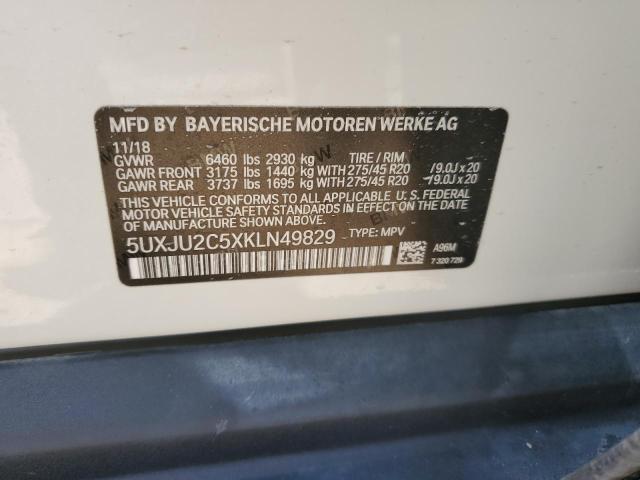 MFD BY BAYERISCHE MOTOREN WERKE AG
11/18
GVWR 6460 lbs 2930 kg TIRE / RIM
GAWR FRONT 3175 lbs 1440 kg WITH 275/45 R20 /9.0J x 20
GAWR REAR 3737 lbs 1695 kg WITH 275/45 R20 /9.0J x 20
THIS VEHICLE CONFORMS TO ALL APPLICABLE U. S. FEDERAL
MOTOR VEHICLE SAFETY STANDARDS IN EFFECT ON THE DATE OF
MANUFACTURE SHOWN ABOVE.
5UXJU2C5XKLN49829 TYPE: MPV
A96M
7 320 729